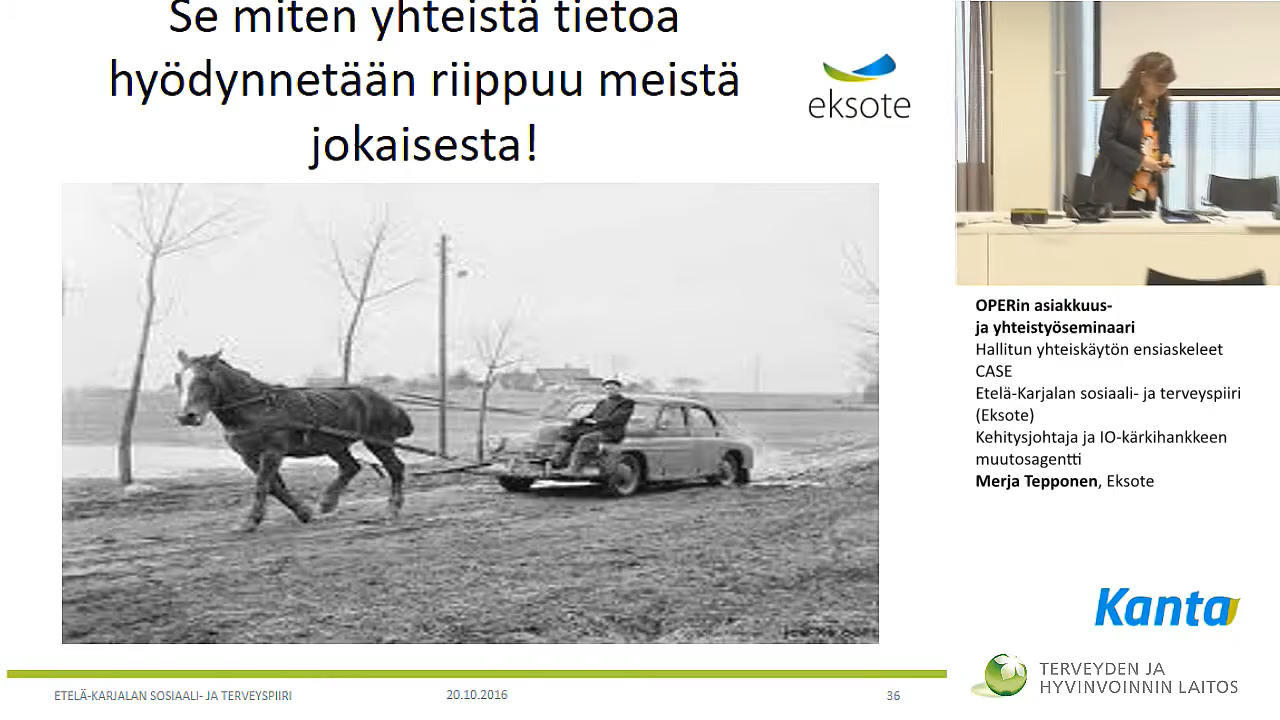 Se miten yhteistä tietoa
hyödynnetään riippuu meistä
jokaisesta!
eksote
OPERin asiakkuus-
ja yhteistyöseminaari
Hallitun yhteiskäytön ensiaskeleet
CASE
Etelä-Karjalan sosiaali- ja terveyspiiri
(Eksote)
Kehitysjohtaja ja IO-kärkihankkeen
muutosagentti
Merja Tepponen, Eksote
Kanta
TERVEYDEN JA
HYVINVOINNIN LAITOS
ETELÄ-KARJALAN SOSIAALI- JA TERVEYSPIIRI
20.10.2016
36